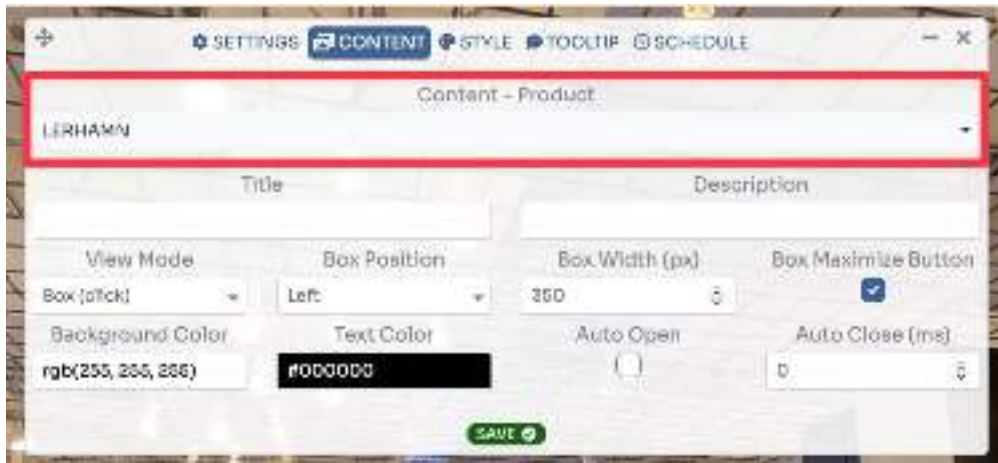 SETTINGS CONTENT STYLE TOOLTIP SCHEDULE
Content - Product
LERHAMN
Title Description
View Mode Box Position Box Width (px) Box Maximize Button
Box (click) Left 350
Background Color Text Color Auto Open Auto Close (ms)
rgb(255, 255, 255) #000000 0
SAVE